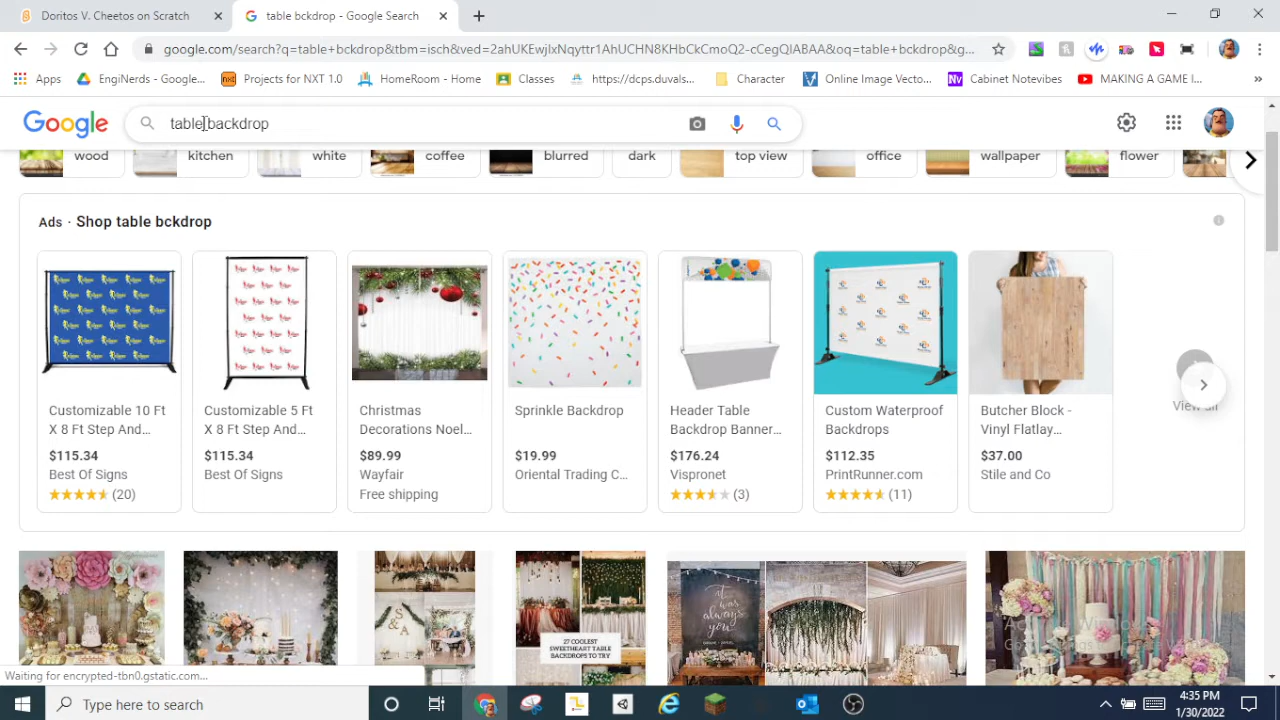 Doritos V. Cheetos on Scratch
table bckdrop - Google Search
google.com/search?q=table+bckdrop&tbm=isch&ved=2ahUKEwjIxNqyttr1AhUCHN8KHbCkCmoQ2-cCegQIABAA&oq=table+bckdrop&g...
Apps
EngiNerds - Google...
Projects for NXT 1.0
HomeRoom - Home
Classes
https://dcps.duvals...
Character
Online Image Vecto...
Cabinet Notevibes
MAKING A GAME I...
Google
table backdrop
wood
kitchen
white
coffee
blurred
dark
top view
office
wallpaper
flower
Ads · Shop table bckdrop
Customizable 10 Ft
X 8 Ft Step And...
$115.34
Best Of Signs
(20)
Customizable 5 Ft
X 8 Ft Step And...
$115.34
Best Of Signs
Christmas
Decorations Noel...
$89.99
Wayfair
Free shipping
Sprinkle Backdrop
$19.99
Oriental Trading C...
Header Table
Backdrop Banner...
$176.24
Vispronet
(3)
Custom Waterproof
Backdrops
$112.35
PrintRunner.com
(11)
Butcher Block -
Vinyl Flatlay...
$37.00
Stile and Co
View all
S
& A
27 COOLEST
SWEETHEART TABLE
BACKDROPS TO TRY
it was
always
you
Waiting for encrypted-tbn0.gstatic.com...
Type here to search
4:35 PM
1/30/2022